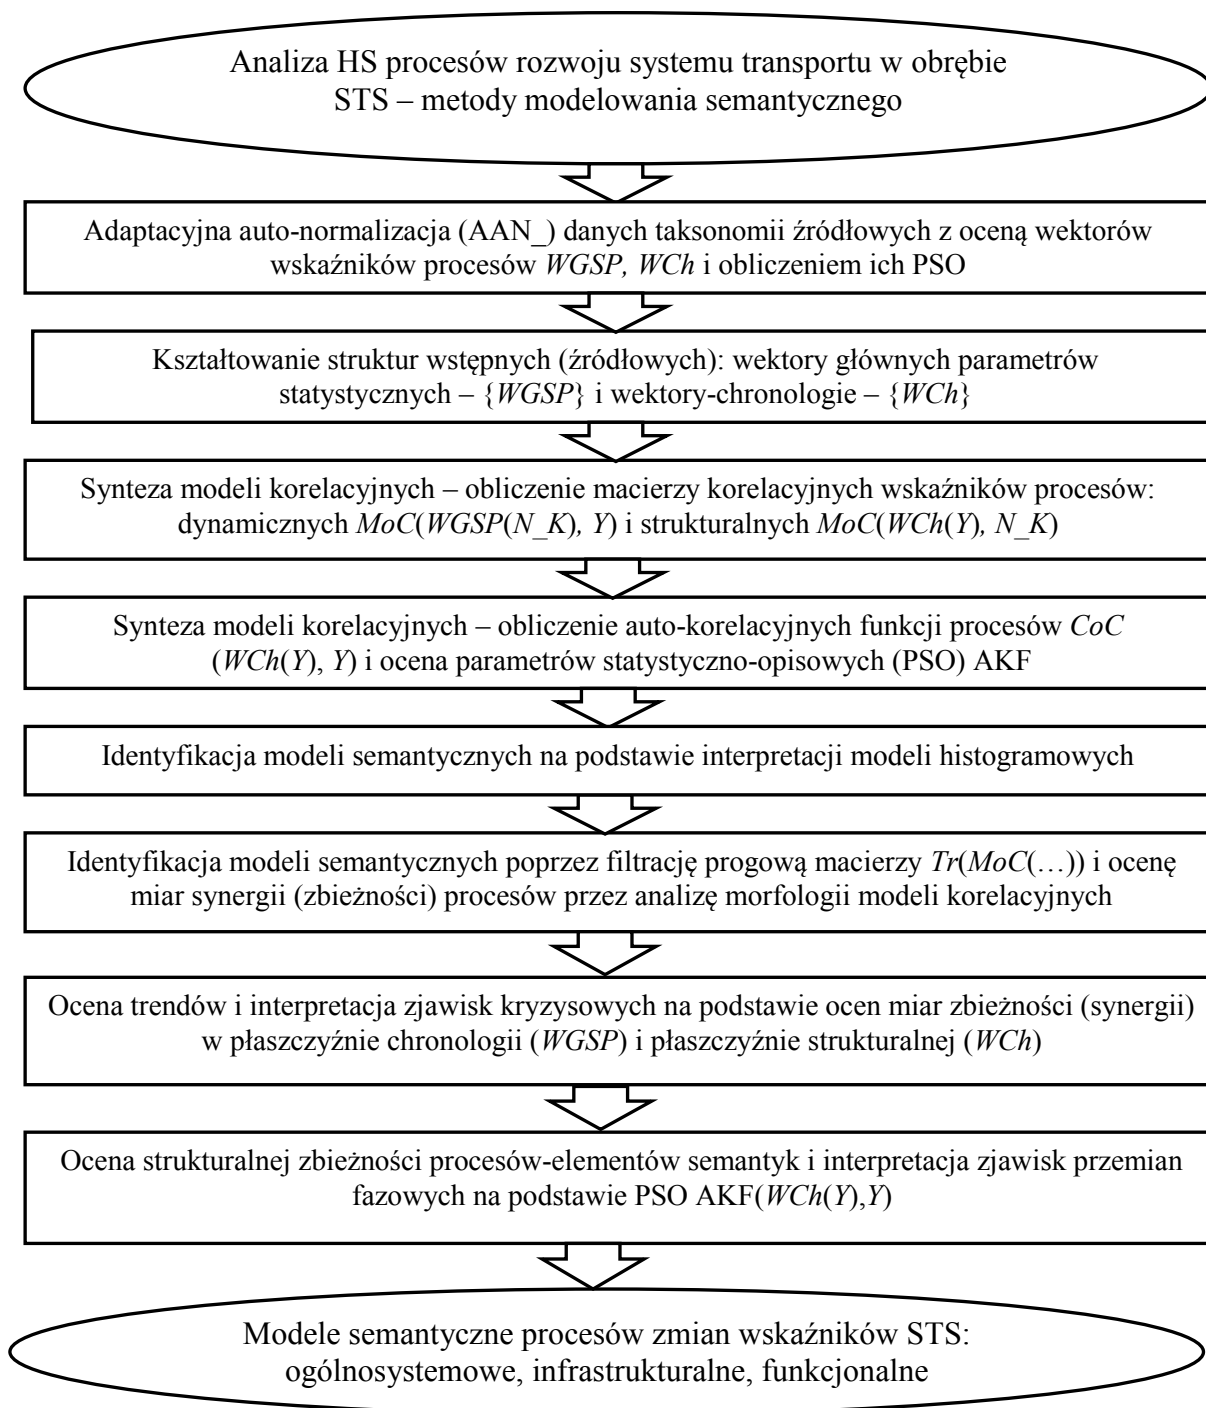 Analiza HS procesów rozwoju systemu transportu w obrębie
STS – metody modelowania semantycznego
Adaptacyjna auto-normalizacja (AAN_) danych taksonomii źródłowych z oceną wektorów
wskaźników procesów WGSP, WCh i obliczeniem ich PSO
Kształtowanie struktur wstępnych (źródłowych): wektory głównych parametrów
statystycznych – {WGSP} i wektory-chronologie – {WCh}
Synteza modeli korelacyjnych – obliczenie macierzy korelacyjnych wskaźników procesów:
dynamicznych MoC(WGSP(N_K), Y) i strukturalnych MoC(WCh(Y), N_K)
Synteza modeli korelacyjnych – obliczenie auto-korelacyjnych funkcji procesów CoC
(WCh(Y), Y) i ocena parametrów statystyczno-opisowych (PSO) AKF
Identyfikacja modeli semantycznych na podstawie interpretacji modeli histogramowych
Identyfikacja modeli semantycznych poprzez filtrację progową macierzy Tr(MoC(…)) i ocenę
miar synergii (zbieżności) procesów przez analizę morfologii modeli korelacyjnych
Ocena trendów i interpretacja zjawisk kryzysowych na podstawie ocen miar zbieżności (synergii)
w płaszczyźnie chronologii (WGSP) i płaszczyźnie strukturalnej (WCh)
Ocena strukturalnej zbieżności procesów-elementów semantyk i interpretacja zjawisk przemian
fazowych na podstawie PSO AKF(WCh(Y),Y)
Modele semantyczne procesów zmian wskaźników STS:
ogólnosystemowe, infrastrukturalne, funkcjonalne